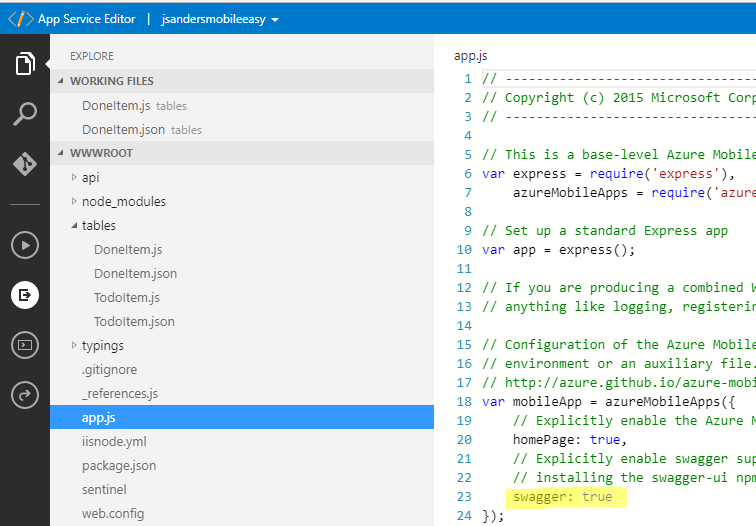 App Service Editor | jsandersmobileeasy
EXPLORE
WORKING FILES
DoneItem.js tables
DoneItem.json tables
WWWROOT
api
node_modules
tables
DoneItem.js
DoneItem.json
TodoItem.js
TodoItem.json
typings
.gitignore
_references.js
app.js
iisnode.yml
package.json
sentinel
web.config
app.js
1 // ---------------------------------
2 // Copyright (c) 2015 Microsoft Corp
3 // ---------------------------------
4
5 // This is a base-level Azure Mobile
6 var express = require('express'),
7 azureMobileApps = require('azure
8
9 // Set up a standard Express app
10 var app = express();
11
12 // If you are producing a combined W
13 // anything like logging, registerin
14
15 // Configuration of the Azure Mobile
16 // environment or an auxiliary file.
17 // http://azure.github.io/azure-mobi
18 var mobileApp = azureMobileApps({
19 // Explicitly enable the Azure M
20 homePage: true,
21 // Explicitly enable swagger sup
22 // installing the swagger-ui npm
23 swagger: true
24 });